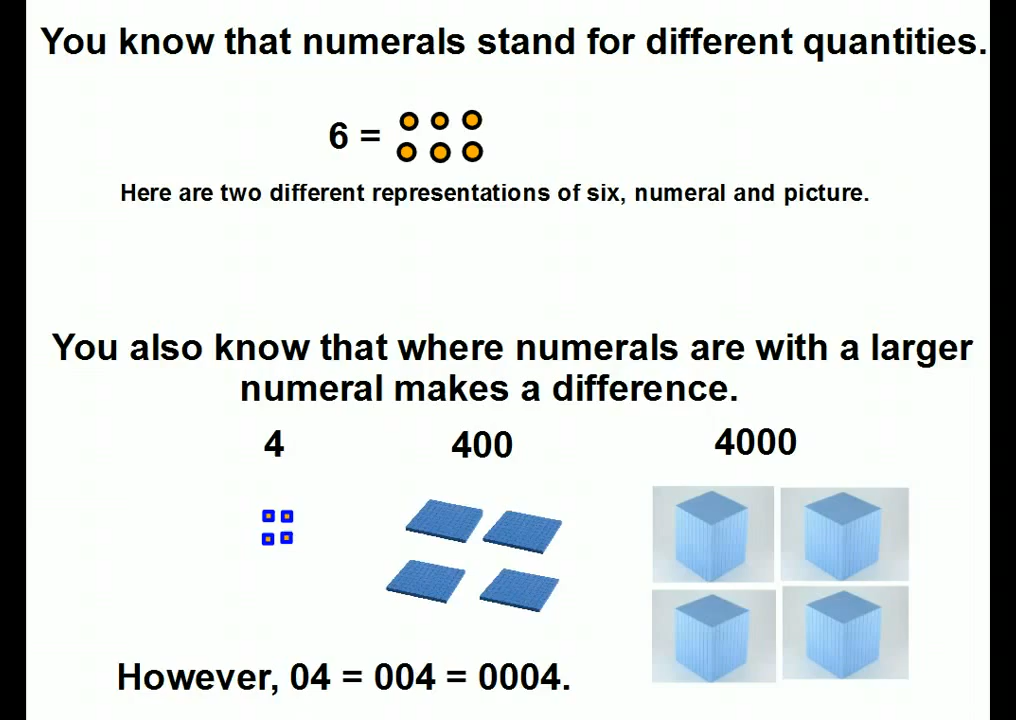 You know that numerals stand for different quantities.
6 =
Here are two different representations of six, numeral and picture.
You also know that where numerals are with a larger
numeral makes a difference.
4 400 4000
However, 04 = 004 = 0004.